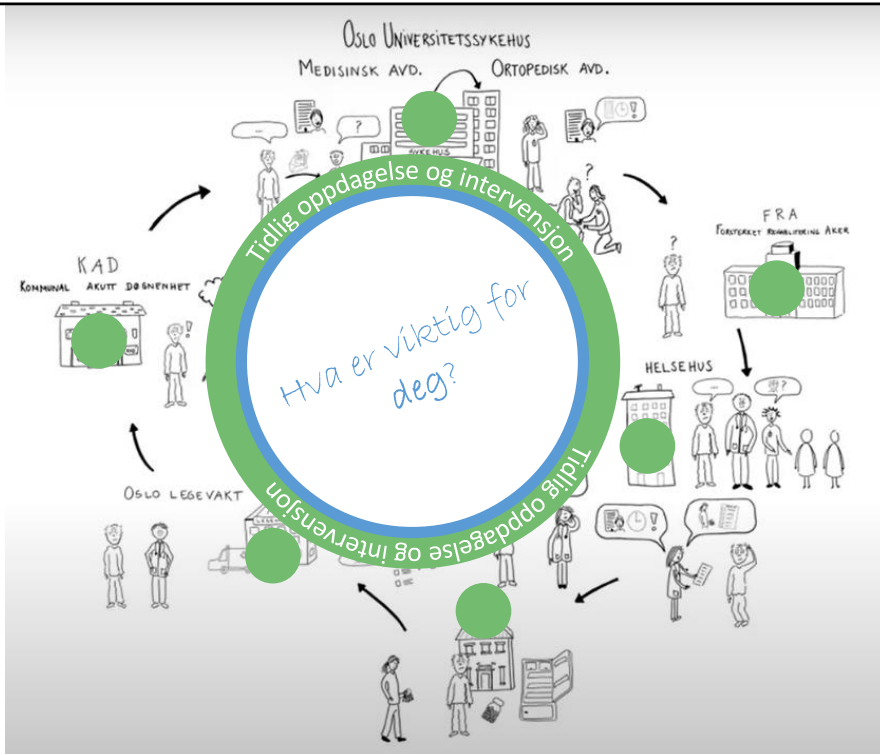 OSLO UNIVERSITETSSYKEHUS
MEDISINSK AVD.
ORTOPEDISK AVD.
...
?
SYKEHUS
!
?
Tidlig oppdagelse og intervensjon
FRA
FORSTERKET REHABILITERING AKER
?
KAD
KOMMUNAL AKUTT DØGNENHET
!
Hva er viktig for
deg?
HELSEHUS
...
?
OSLO LEGEVAKT
Tidlig oppdagelse og intervensjon
!